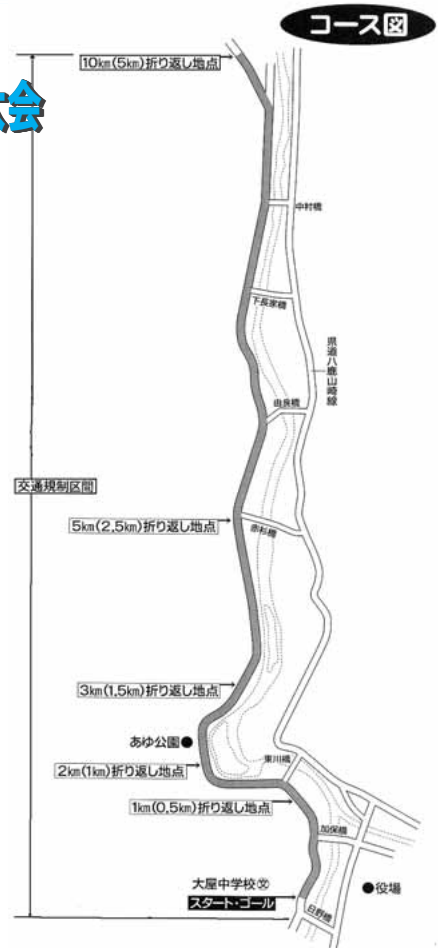 コース図
大会
10km(5km)折り返し地点
中村橋
下長家橋
県道八鹿山崎線
由良橋
交通規制区間
5km(2.5km)折り返し地点
赤杉橋
3km(1.5km)折り返し地点
あゆ公園
2km(1km)折り返し地点
東川橋
1km(0.5km)折り返し地点
加保橋
大屋中学校文
役場
スタート・ゴール
日野橋